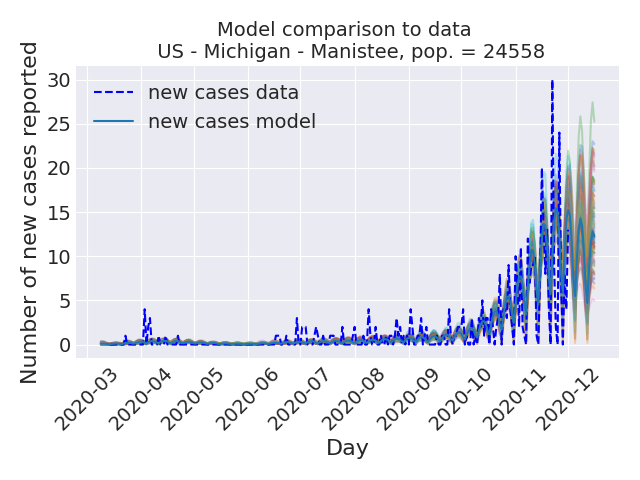 Model comparison to data
US - Michigan - Manistee, pop. = 24558
Number of new cases reported
30
25
20
15
10
5
0
new cases data
new cases model
2020-03
2020-04
2020-05
2020-06
2020-07
2020-08
2020-09
2020-10
2020-11
2020-12
Day